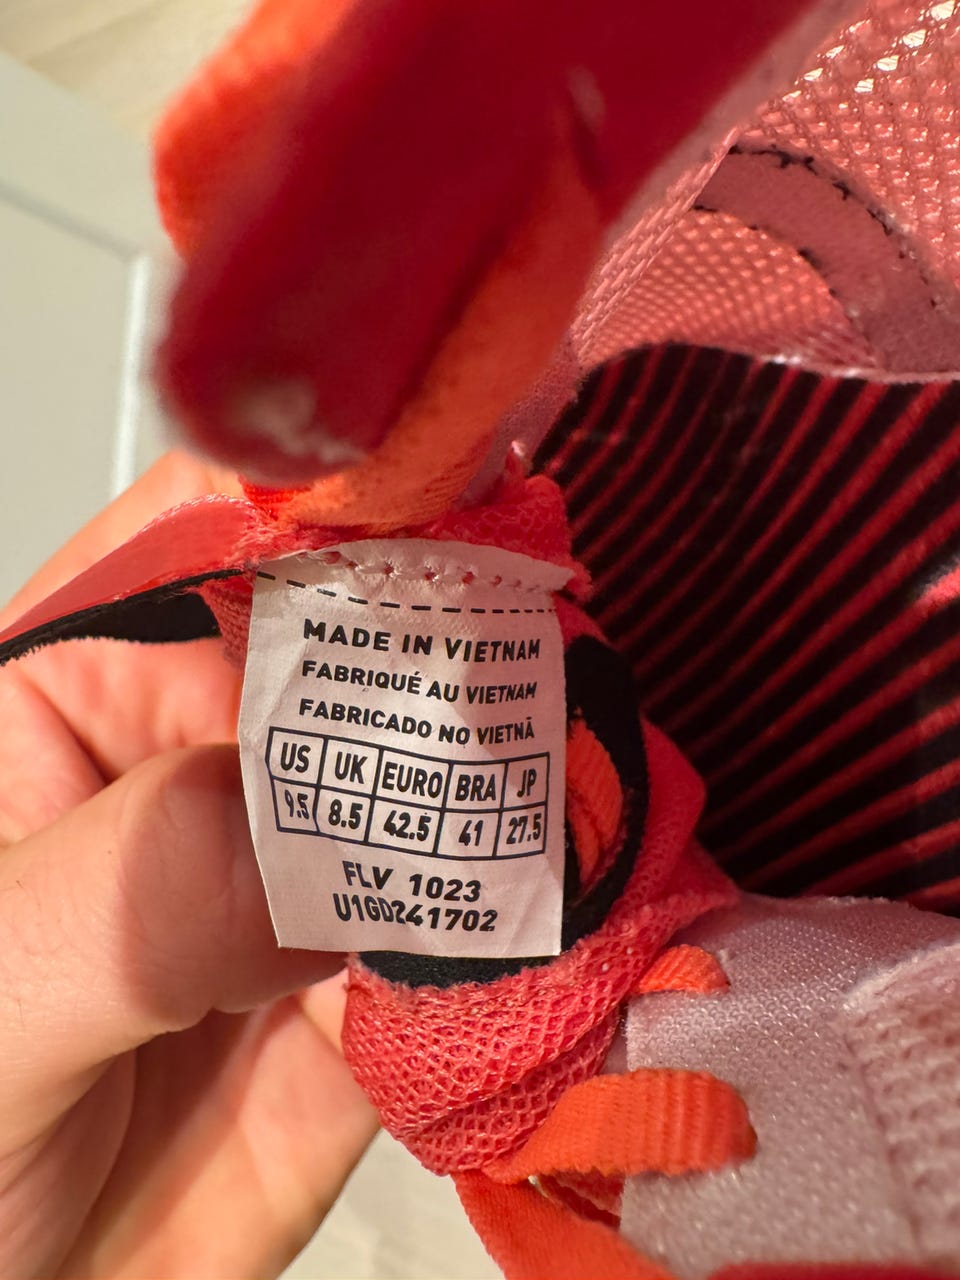 MADE IN VIETNAM
FABRIQUÉ AU VIETNAM
FABRICADO NO VIETNÃ
US UK EURO BRA JP
9.5 8.5 42.5 41 27.5
FLV 1023
U1GD241702